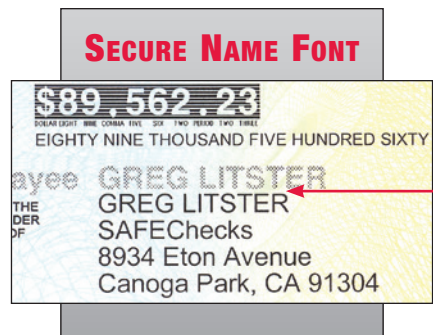 SECURE NAME FONT
$89,562.23
DOLLAR EIGHT NINE COMMA FIVE SIX TWO PERIOD TWO THREE
EIGHTY NINE THOUSAND FIVE HUNDRED SIXTY
ayee GREG LITSTER
THE GREG LITSTER
DER
OF SAFEChecks
8934 Eton Avenue
Canoga Park, CA 91304